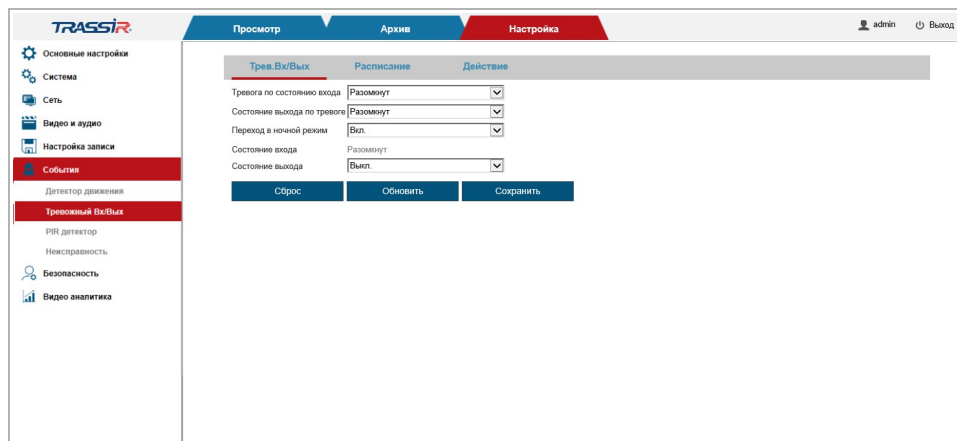 TRASSIR
Просмотр
Архив
Настройка
admin
Выход
Основные настройки
Система
Сеть
Видео и аудио
Настройка записи
События
Детектор движения
Тревожный Вх/Вых
PIR детектор
Неисправность
Безопасность
Видео аналитика
Трев.Вх/Вых
Расписание
Действие
Тревога по состоянию входа Разомкнут
Состояние выхода по тревоге Разомкнут
Переход в ночной режим Вкл.
Состояние входа Разомкнут
Состояние выхода Выкл.
Сброс
Обновить
Сохранить